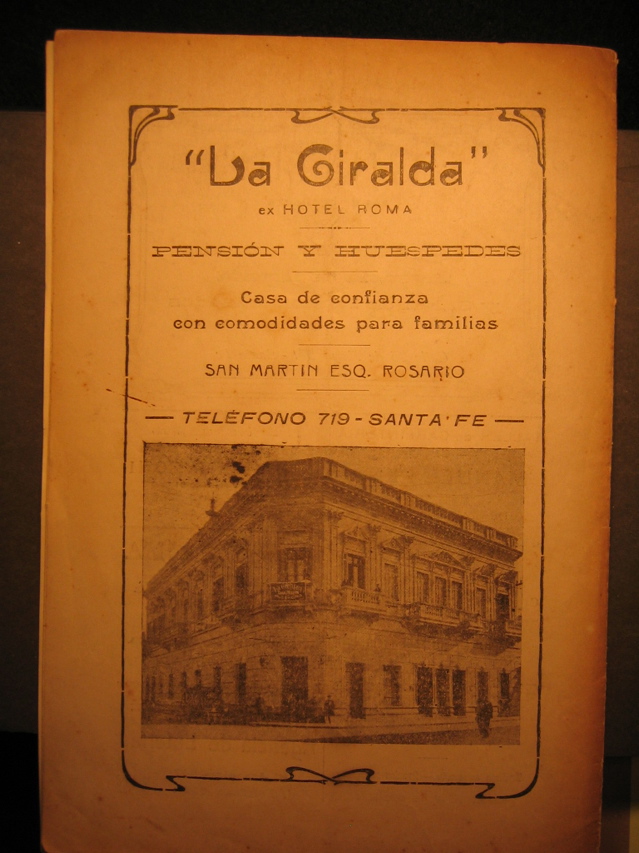 "La Giralda"
ex HOTEL ROMA
PENSIÓN Y HUESPEDES
Casa de confianza
con comodidades para familias
SAN MARTIN ESQ. ROSARIO
— TELÉFONO 719 - SANTA FE —